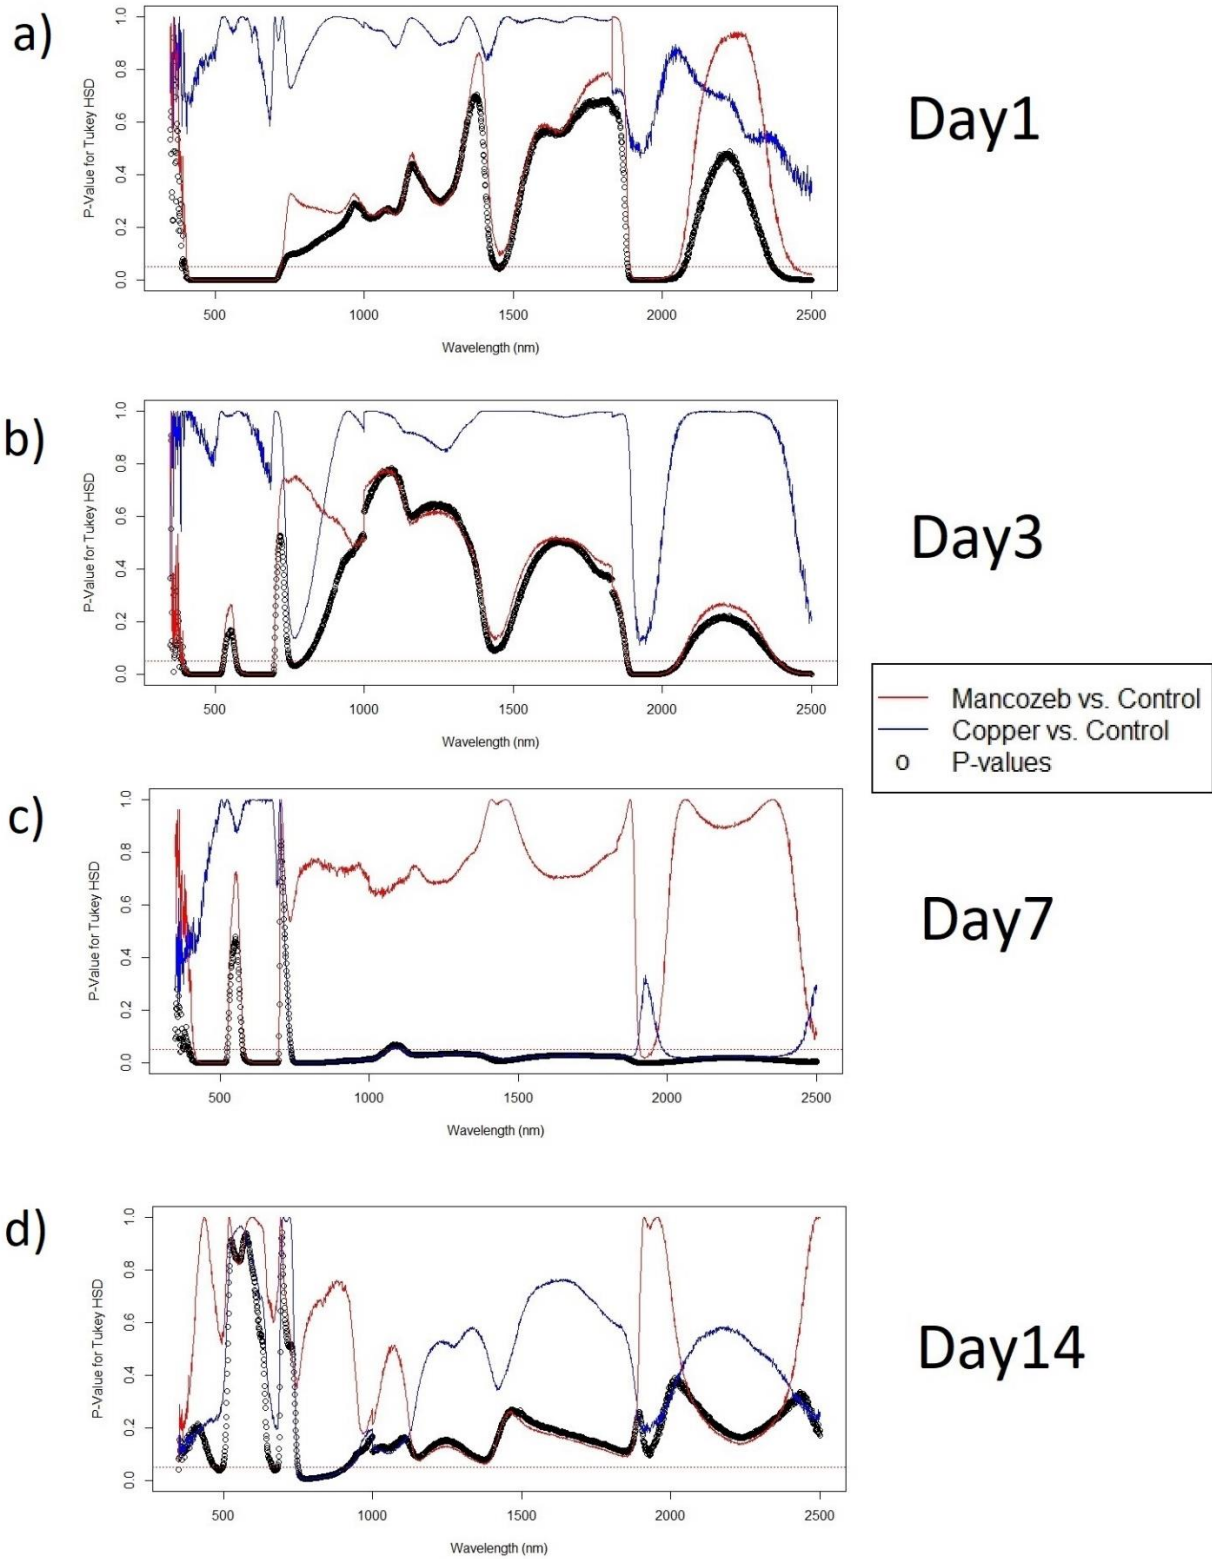 a)
P-Value for Tukey HSD
1.0
0.8
0.6
0.4
0.2
0.0
500 1000 1500 2000 2500
Wavelength (nm)
Day1
b)
P-Value for Tukey HSD
1.0
0.8
0.6
0.4
0.2
0.0
500 1000 1500 2000 2500
Wavelength (nm)
Day3
Mancozeb vs. Control
Copper vs. Control
o P-values
c)
P-Value for Tukey HSD
1.0
0.8
0.6
0.4
0.2
0.0
500 1000 1500 2000 2500
Wavelength (nm)
Day7
d)
P-Value for Tukey HSD
1.0
0.8
0.6
0.4
0.2
0.0
500 1000 1500 2000 2500
Wavelength (nm)
Day14